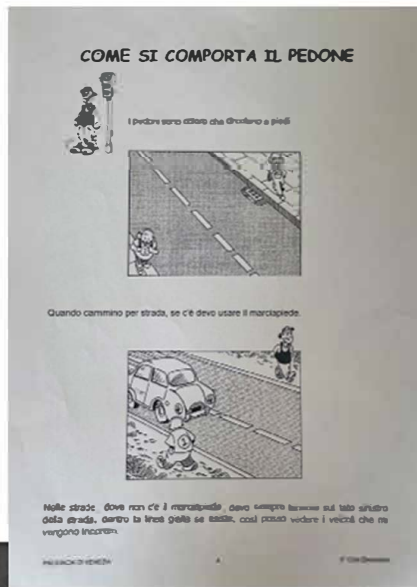 COME SI COMPORTA IL PEDONE
I pedoni sono coloro che circolano a piedi
Quando cammino per strada, se c'è devo usare il marciapiede.
Nelle strade, dove non c'è il marciapiede, devo sempre sul lato sinistro
della strada, dentro la linea gialla se esiste, così posso vedere i veicoli che mi
vengono incontro.
DI VENEZIA